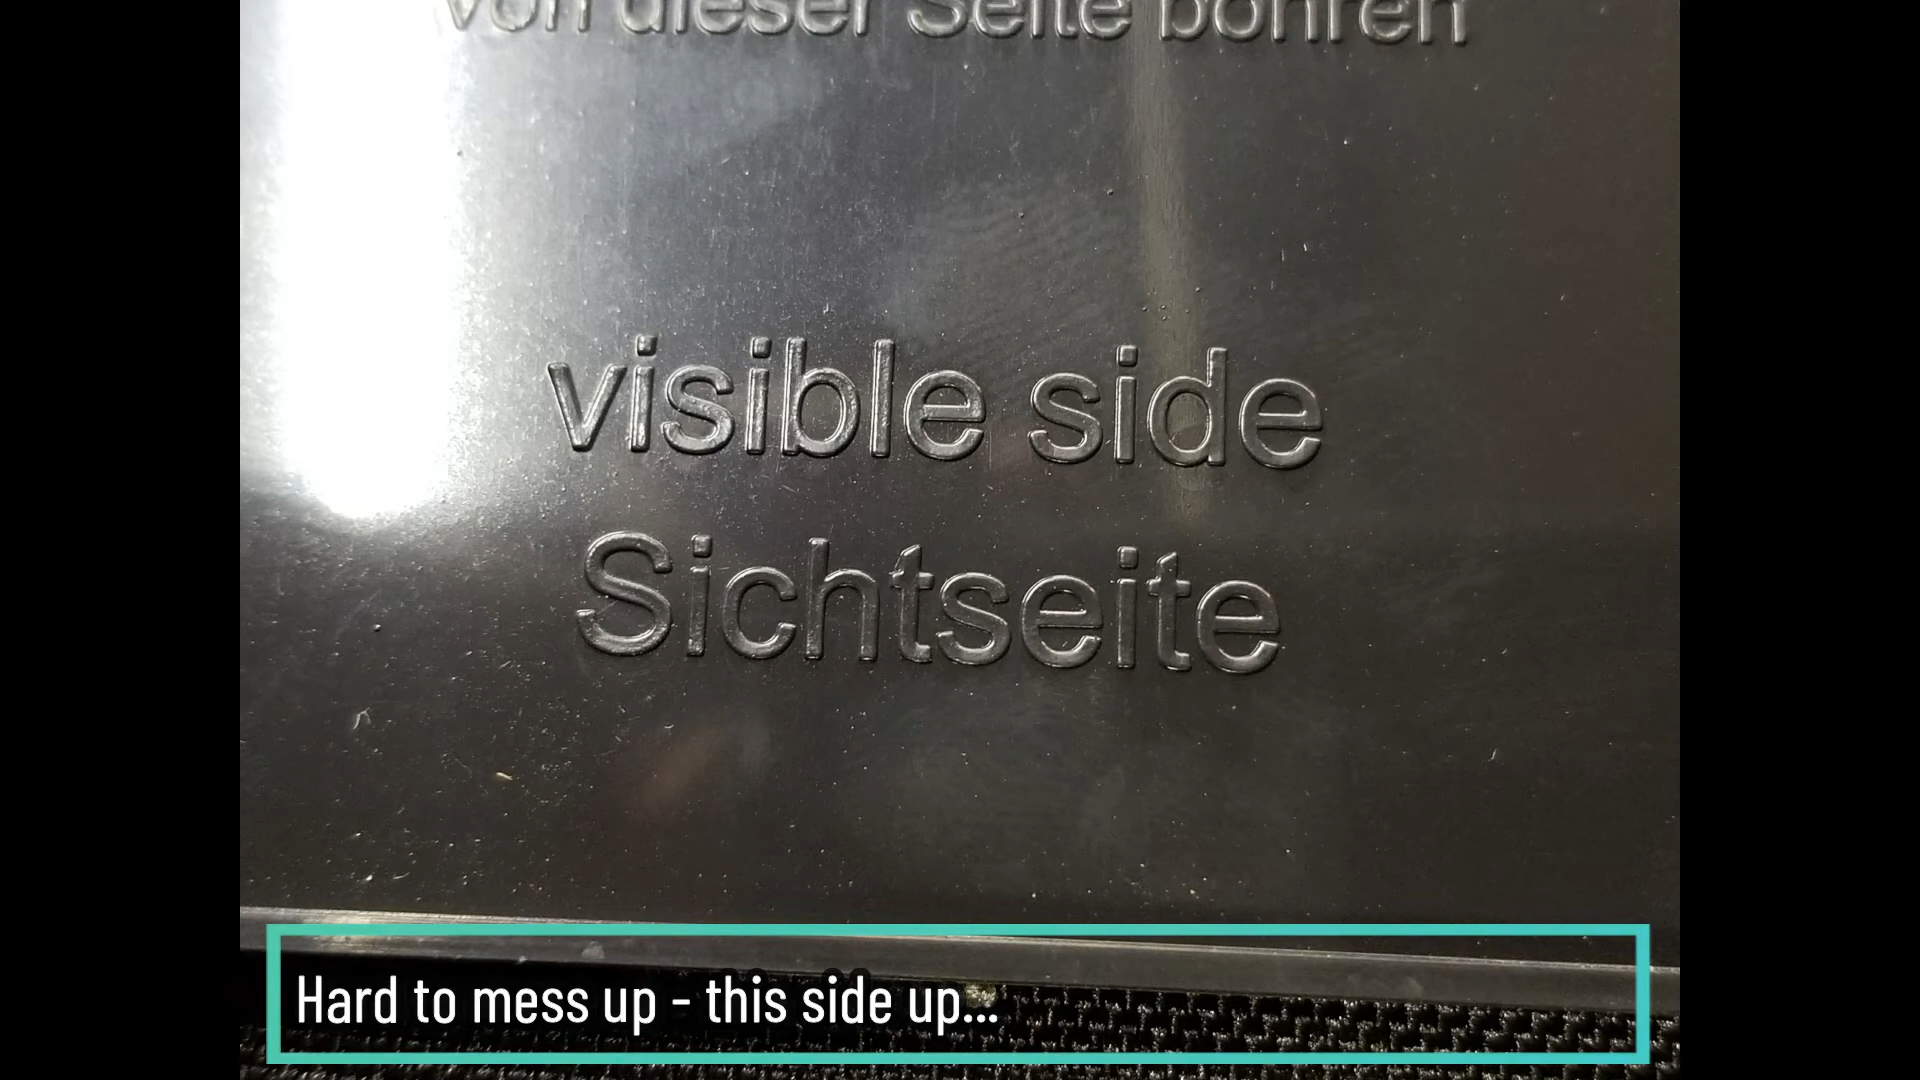 von dieser Seite bohren
visible side
Sichtseite
Hard to mess up - this side up...